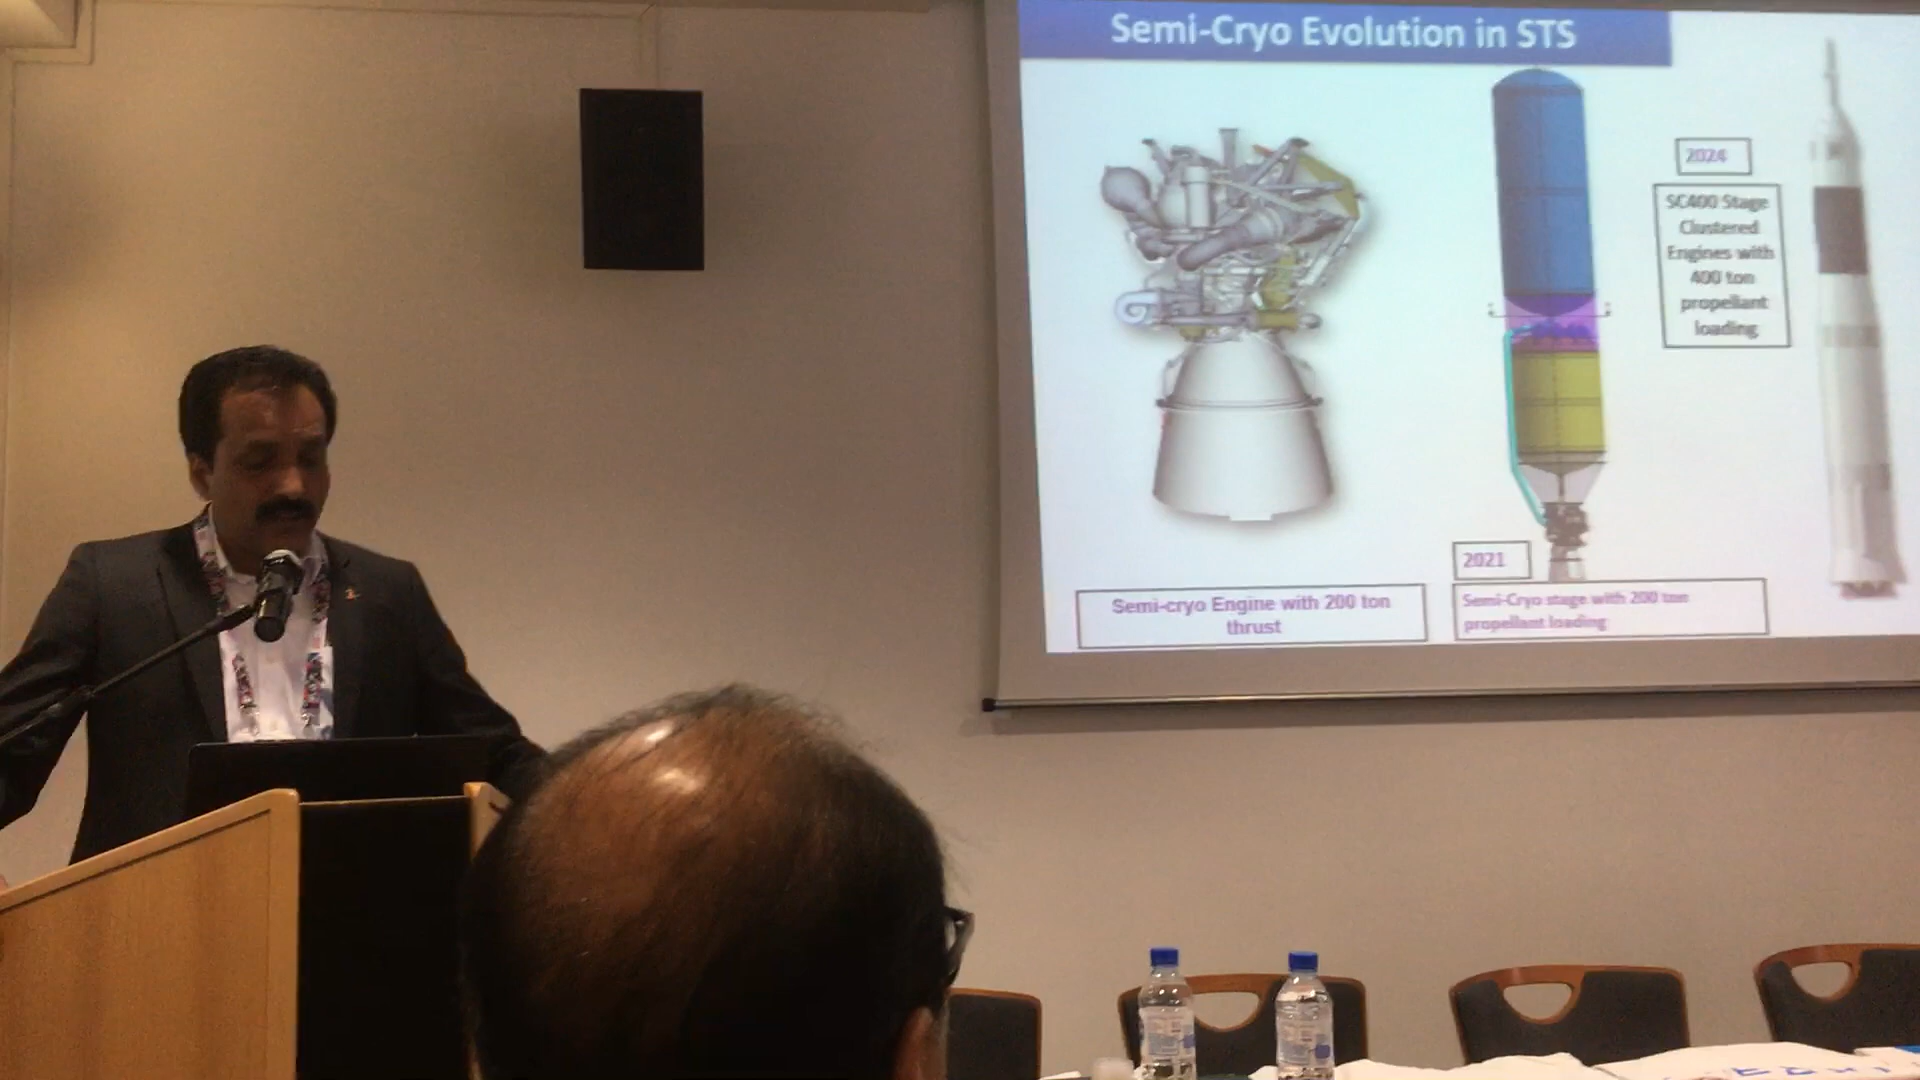 Semi-Cryo Evolution in STS
2024
SC400 Stage
Clustered
Engines with
400 ton
propellant
loading
2021
Semi-cryo Engine with 200 ton
thrust
Semi-Cryo stage with 200 ton
propellant loading